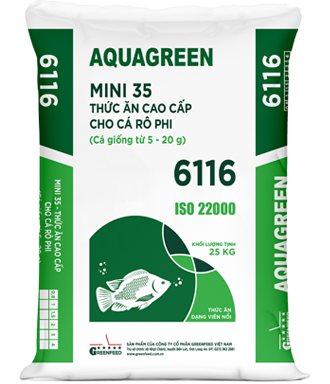 AQUAGREEN
MINI 35
THỨC ĂN CAO CẤP
CHO CÁ RÔ PHI
(Cá giống từ 5 - 20 g)
6116
ISO 22000
KHỐI LƯỢNG TỊNH
25 KG
THỨC ĂN
DẠNG VIÊN NỔI
GREENFEED
SẢN PHẨM CỦA CÔNG TY CỔ PHẦN GREENFEED VIỆT NAM
www.greenfeed.com.vn
6116
MINI 35 - THỨC ĂN CAO CẤP
CHO CÁ RÔ PHI
6116
AQUAGREEN